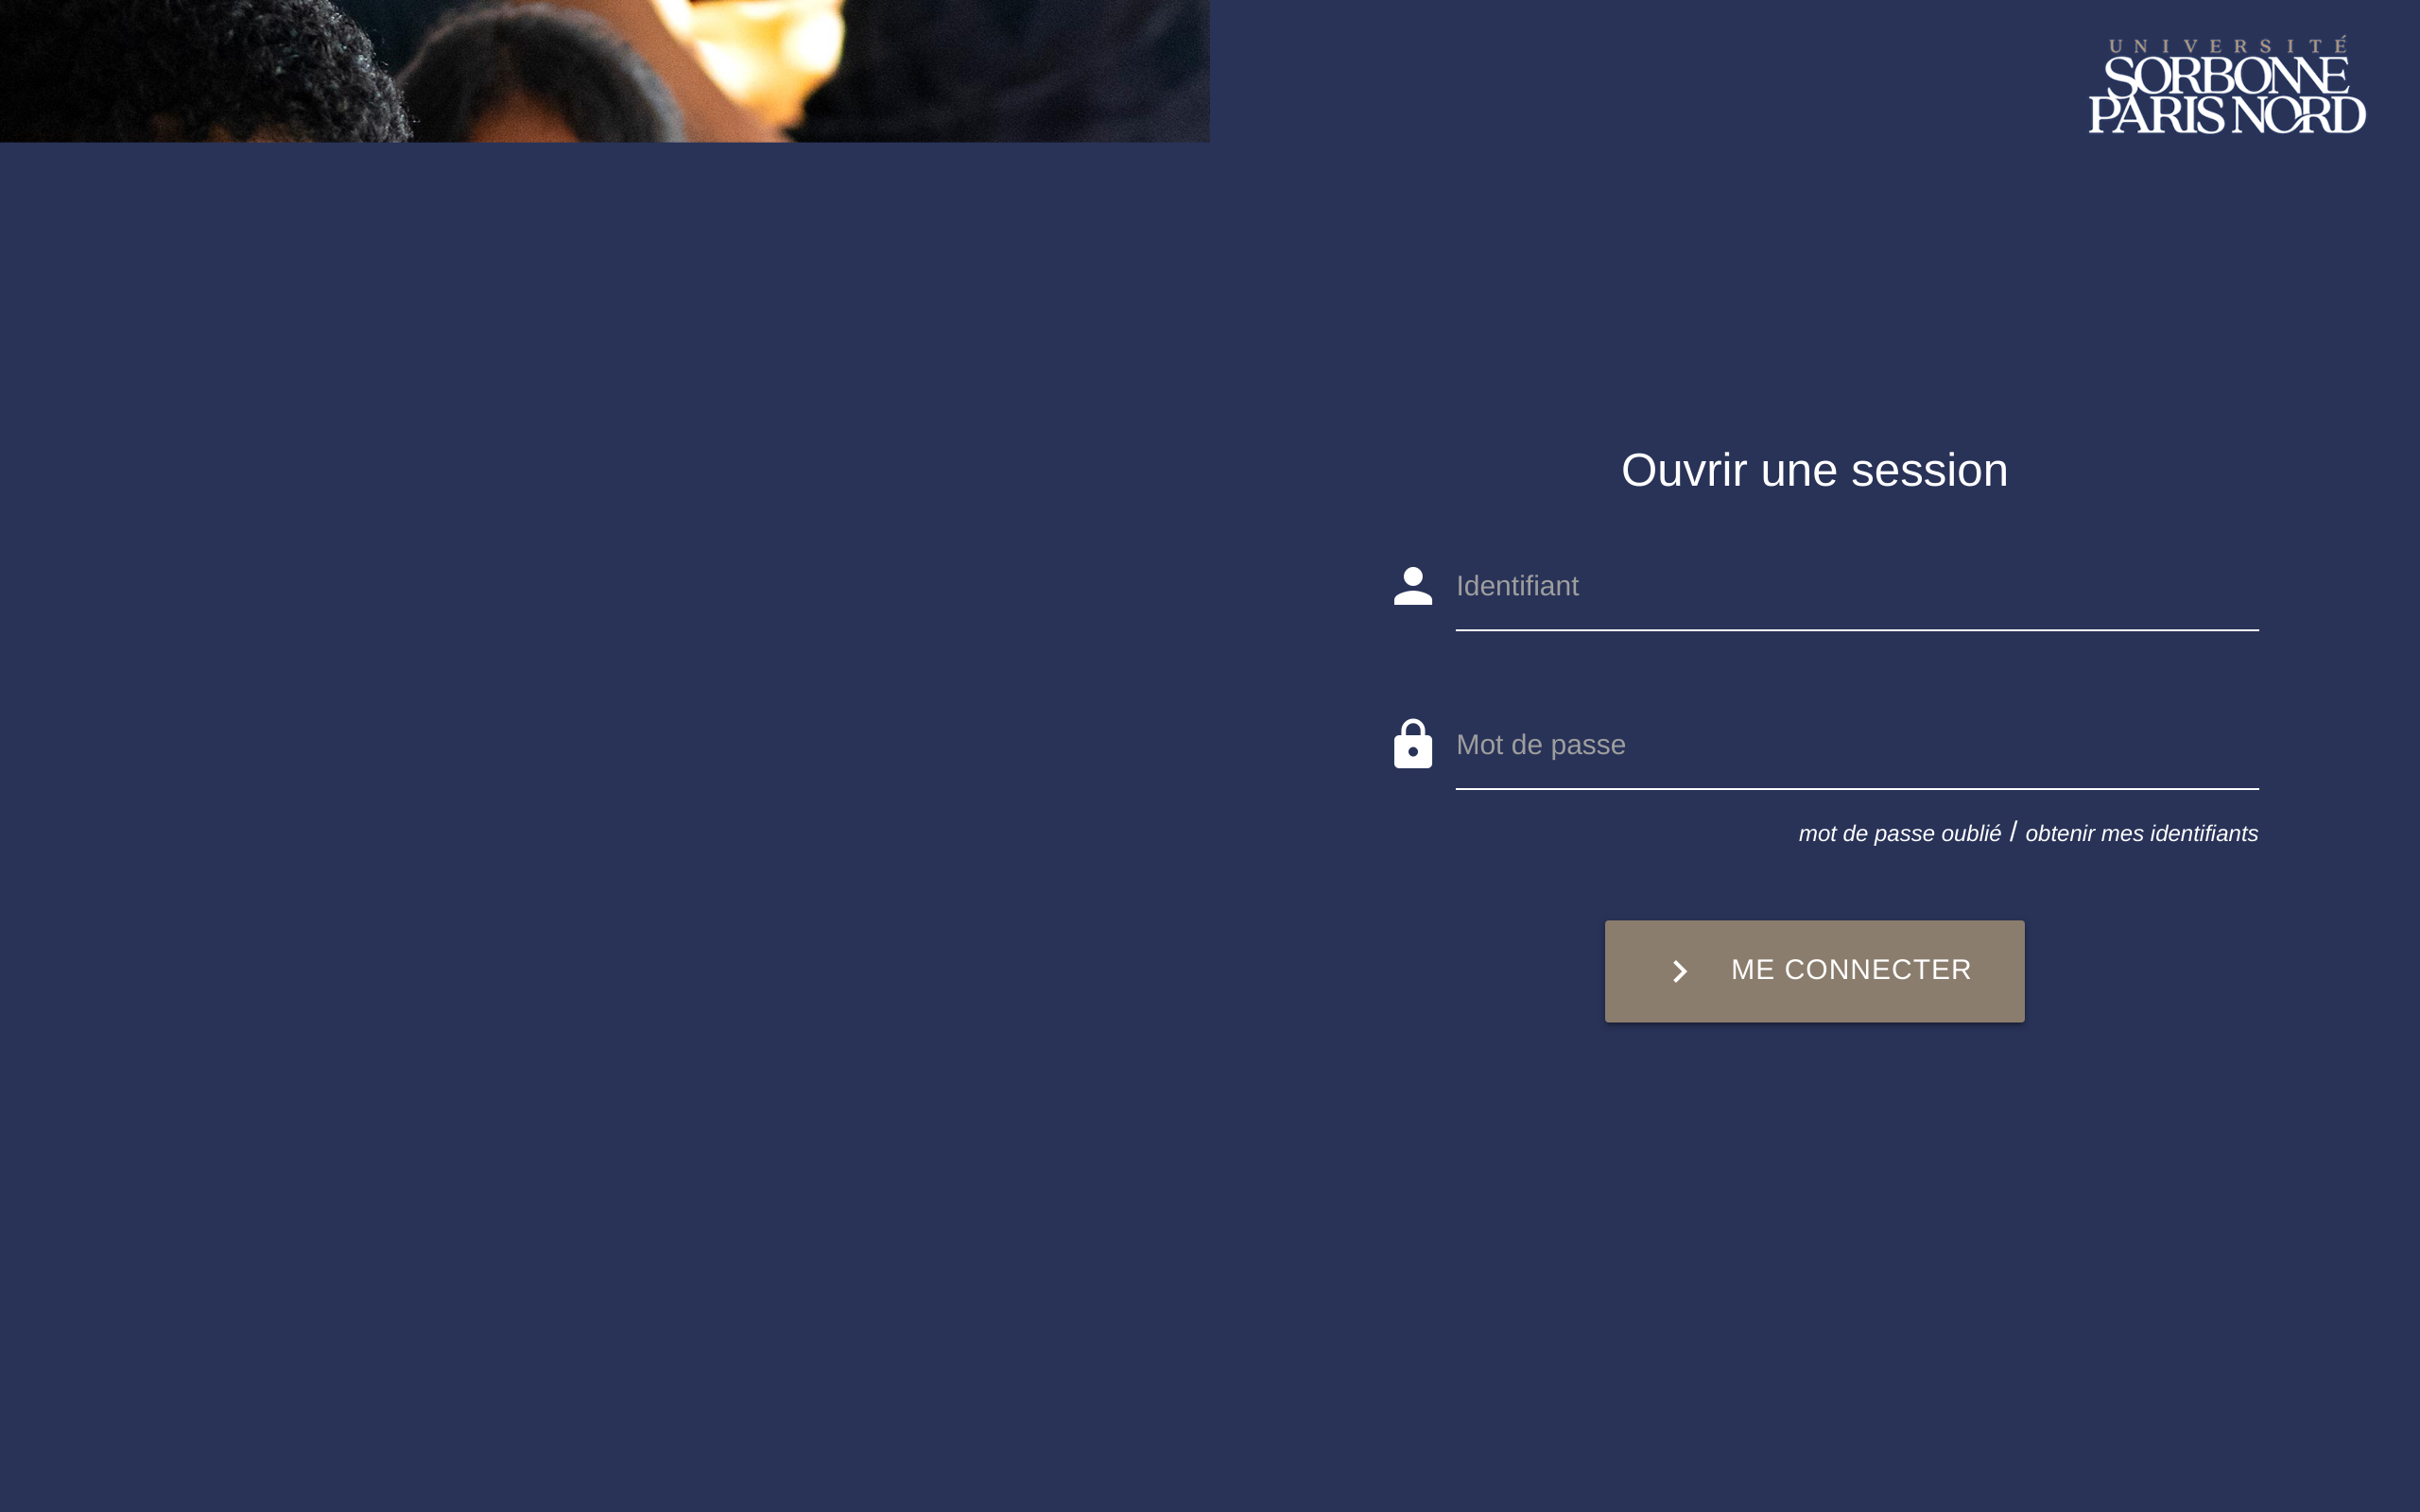 UNIVERSITÉ
SORBONNE
PARIS NORD
Ouvrir une session
Identifiant
Mot de passe
mot de passe oublié / obtenir mes identifiants
ME CONNECTER